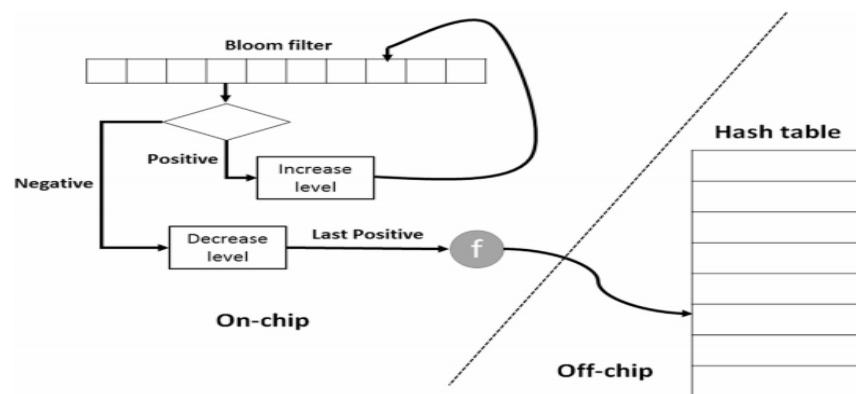 Bloom filter
Hash table
Positive
Increase
level
Negative
Decrease
level
Last Positive
f
On-chip
Off-chip